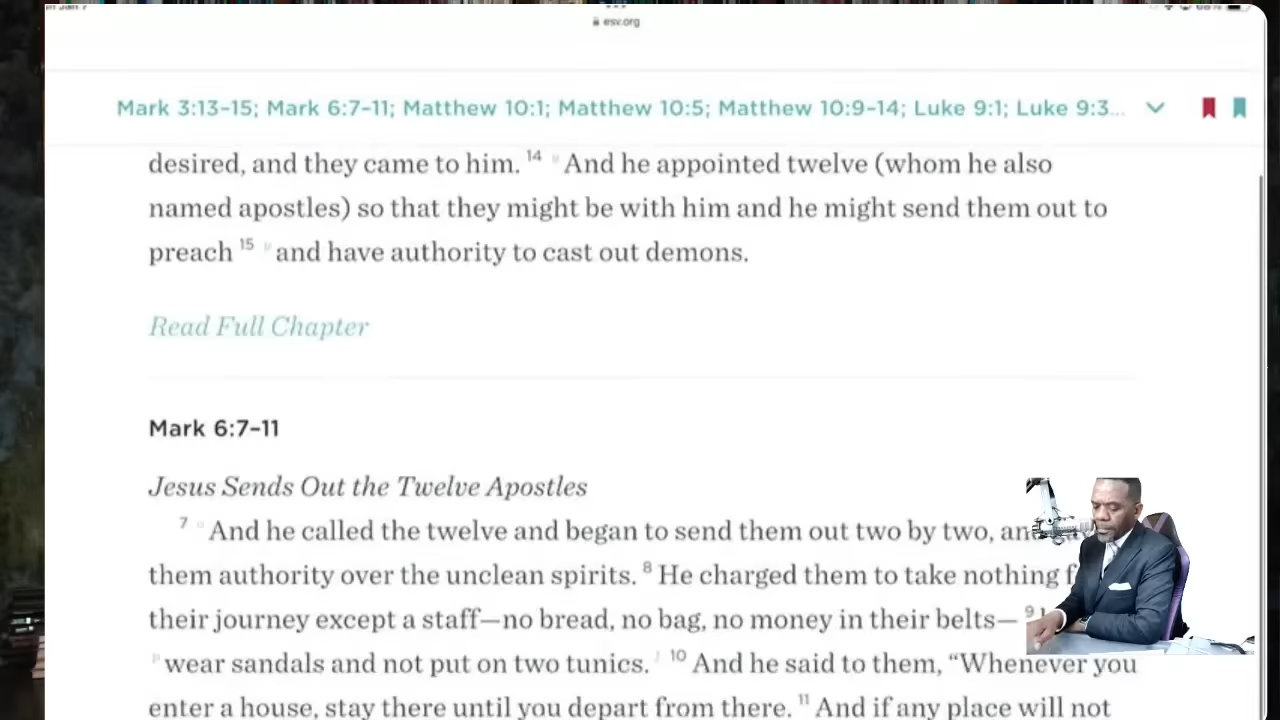 esv.org
Mark 3:13–15; Mark 6:7–11; Matthew 10:1; Matthew 10:5; Matthew 10:9–14; Luke 9:1; Luke 9:3...
desired, and they came to him. 14 And he appointed twelve (whom he also
named apostles) so that they might be with him and he might send them out to
preach 15 and have authority to cast out demons.
Read Full Chapter
Mark 6:7–11
Jesus Sends Out the Twelve Apostles
7 And he called the twelve and began to send them out two by two,
them authority over the unclean spirits. 8 He charged them to take nothing
their journey except a staff—no bread, no bag, no money in their belts— 9
wear sandals and not put on two tunics. 10 And he said to them, “Whenever you
enter a house, stay there until you depart from there. 11 And if any place will not